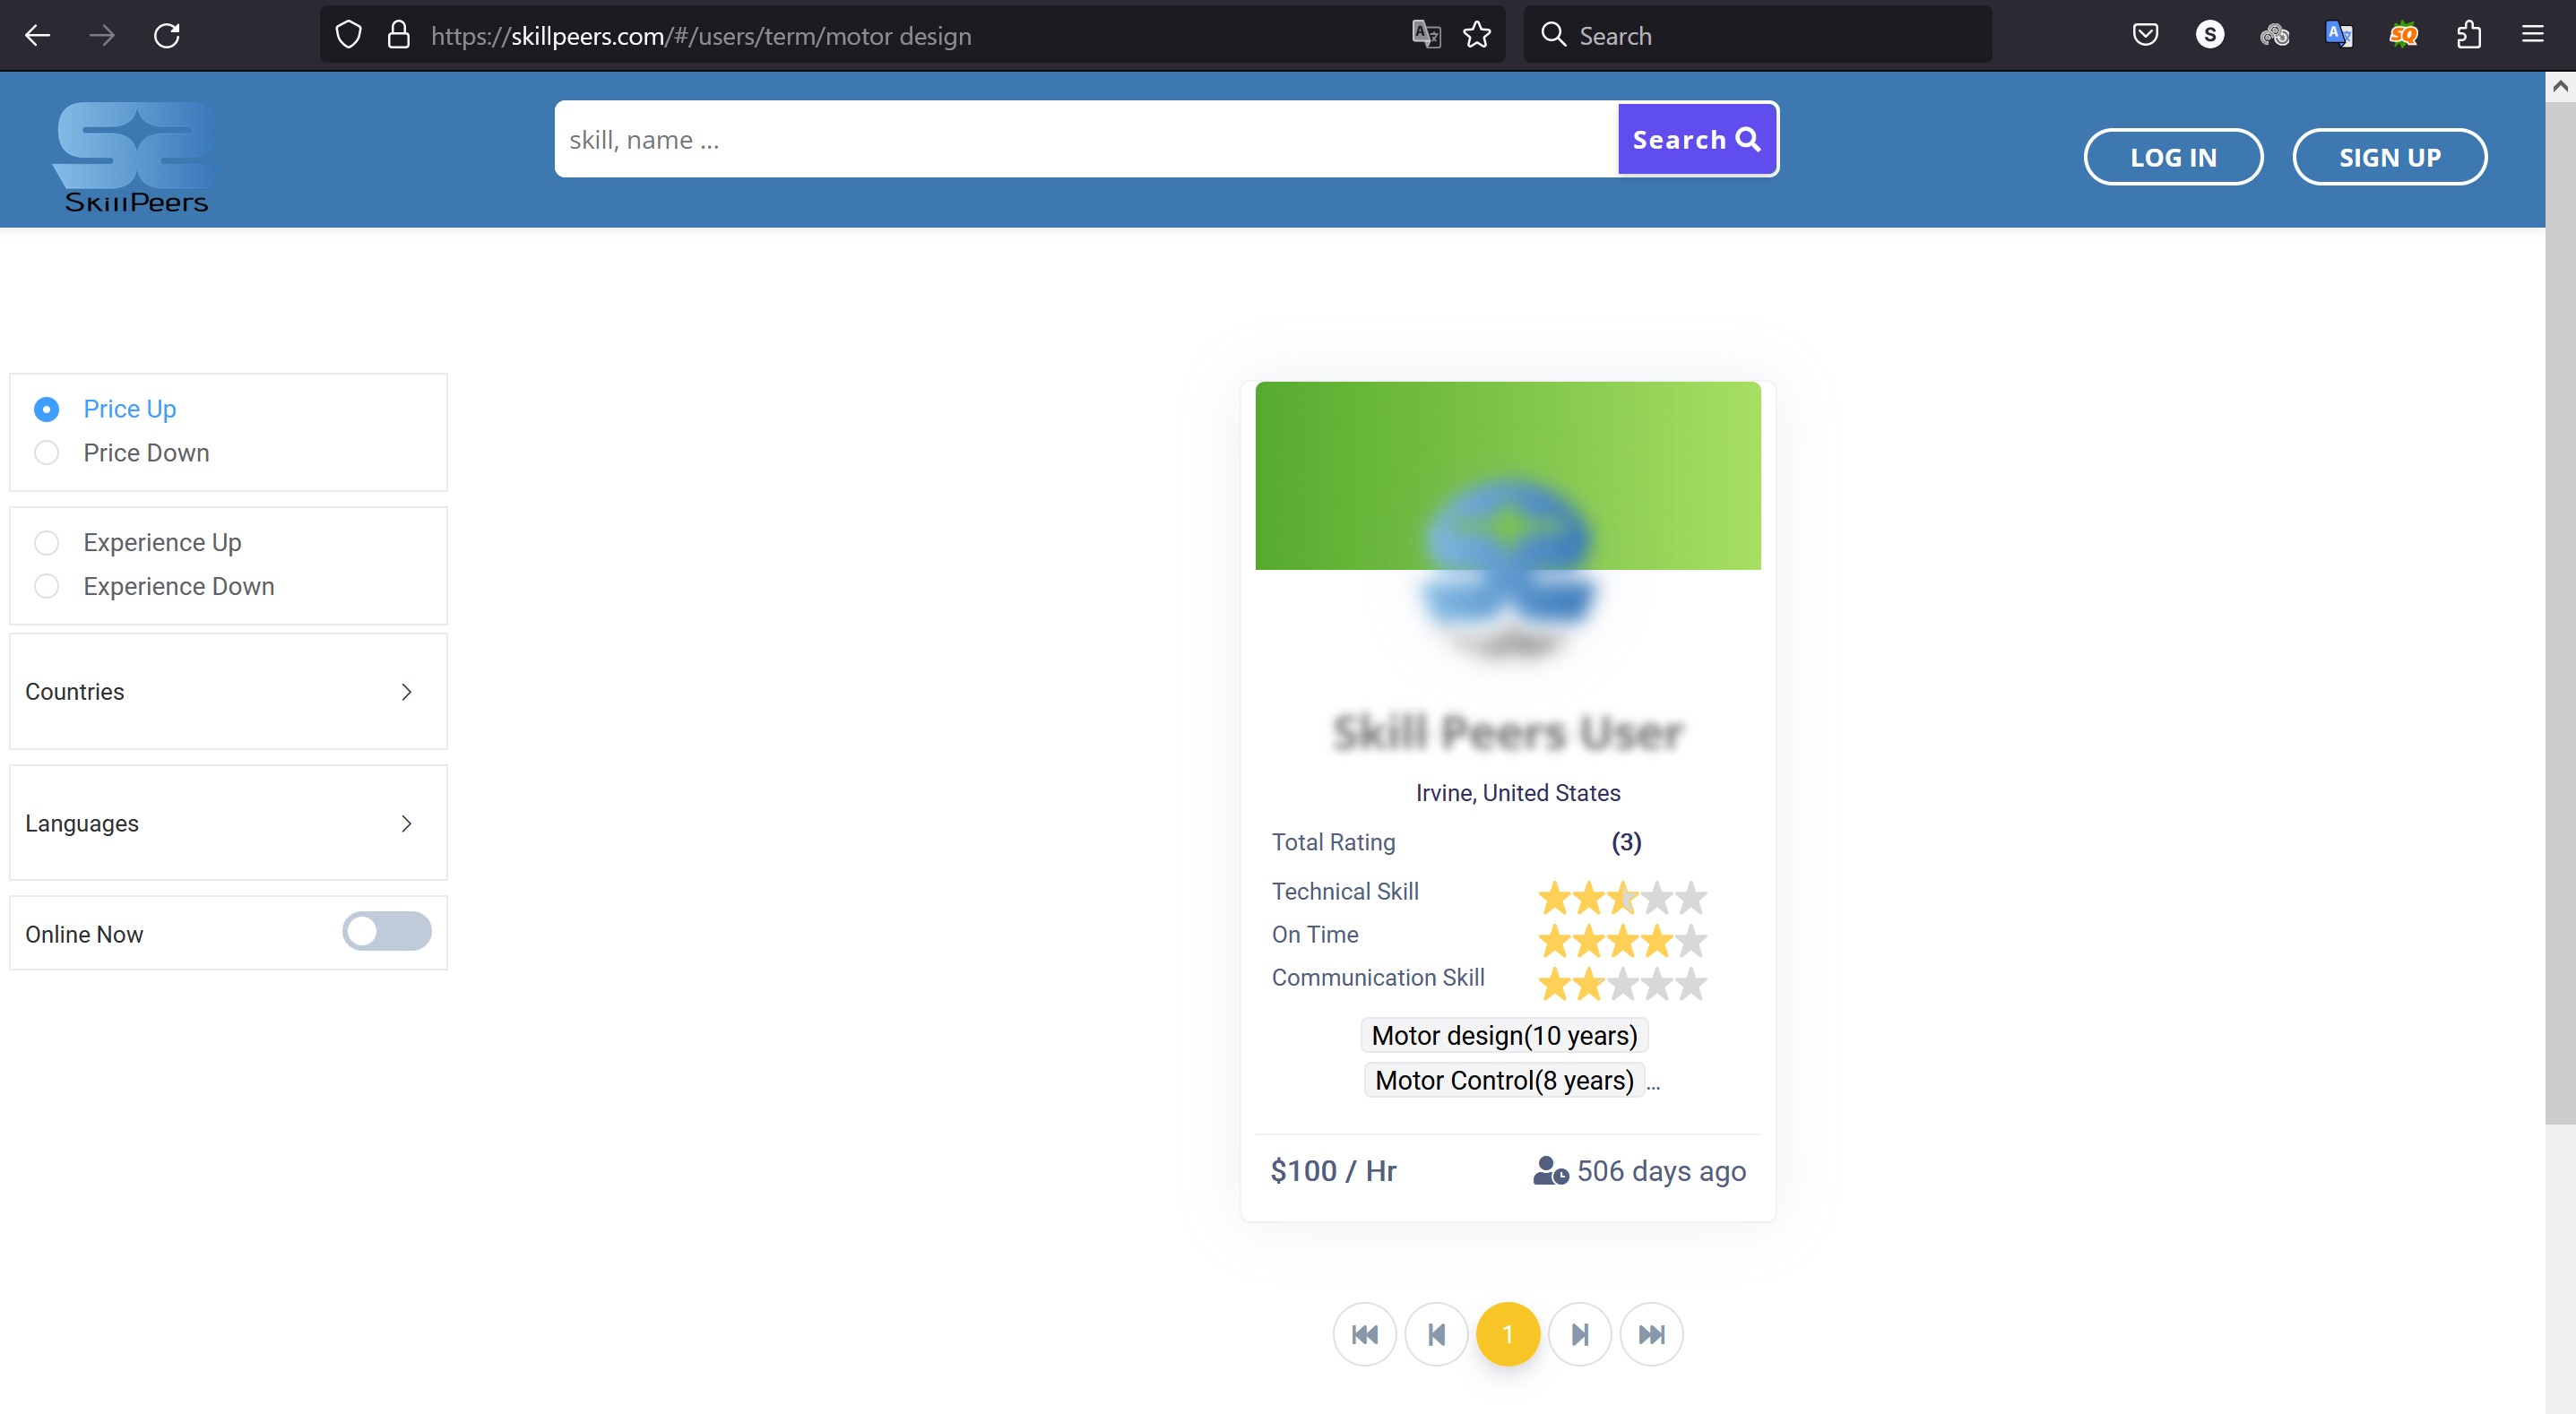 https://skillpeers.com/#/users/term/motor design
Search
S
SQ
SkillPeers
skill, name ...
Search
LOG IN
SIGN UP
Price Up
Price Down
Experience Up
Experience Down
Countries
Languages
Online Now
Skill Peers User
Irvine, United States
Total Rating (3)
Technical Skill
On Time
Communication Skill
Motor design(10 years)
Motor Control(8 years) ...
$100 / Hr 506 days ago
1